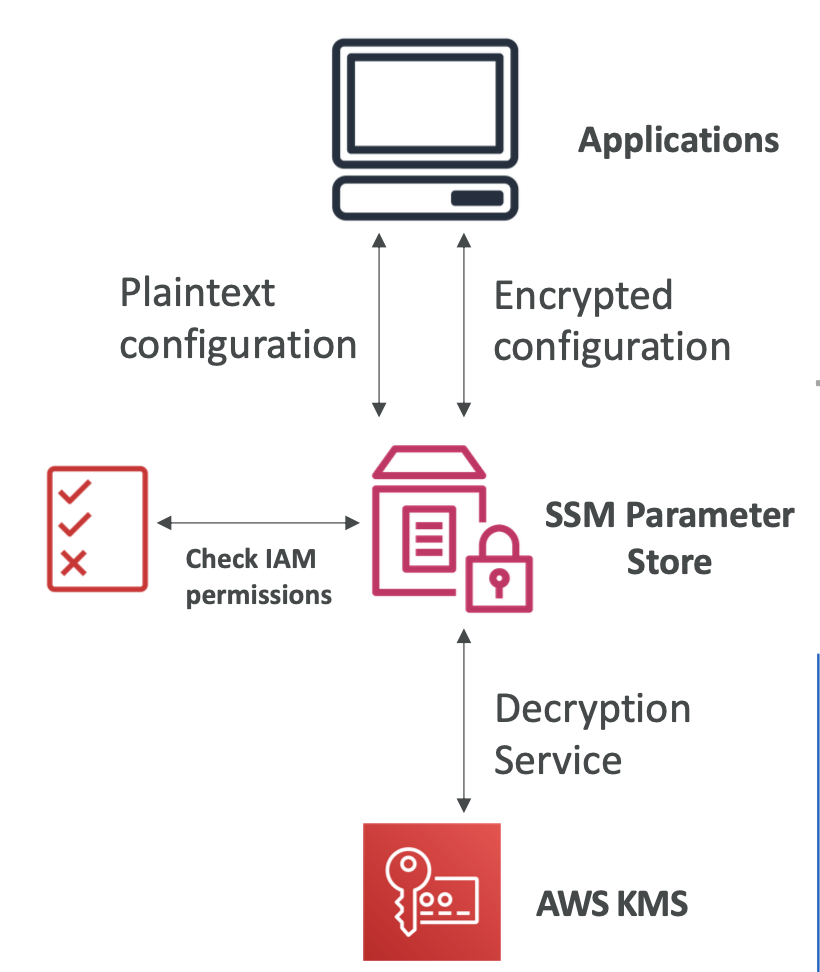 Applications
Plaintext
configuration
Encrypted
configuration
SSM Parameter
Store
Check IAM
permissions
Decryption
Service
AWS KMS